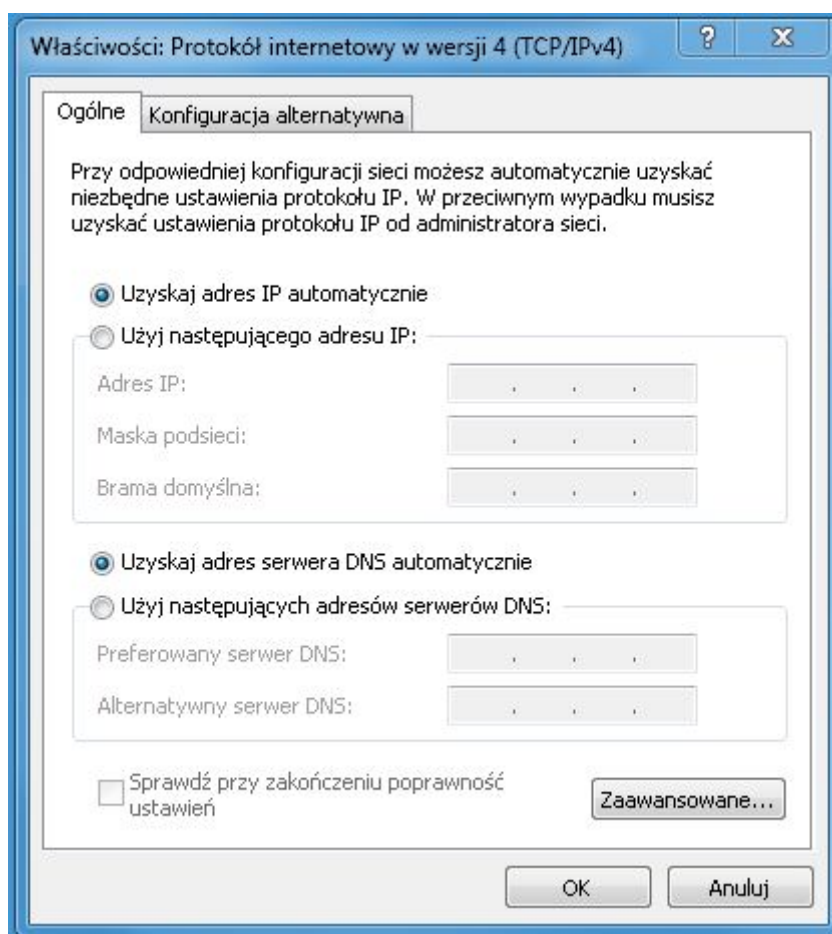 Właściwości: Protokół internetowy w wersji 4 (TCP/IPv4)
Ogólne
Konfiguracja alternatywna
Przy odpowiedniej konfiguracji sieci możesz automatycznie uzyskać
niezbędne ustawienia protokołu IP. W przeciwnym wypadku musisz
uzyskać ustawienia protokołu IP od administratora sieci.
Uzyskaj adres IP automatycznie
Użyj następującego adresu IP:
Adres IP:
Maska podsieci:
Brama domyślna:
Uzyskaj adres serwera DNS automatycznie
Użyj następujących adresów serwerów DNS:
Preferowany serwer DNS:
Alternatywny serwer DNS:
Sprawdź przy zakończeniu poprawność
ustawień
Zaawansowane...
OK
Anuluj